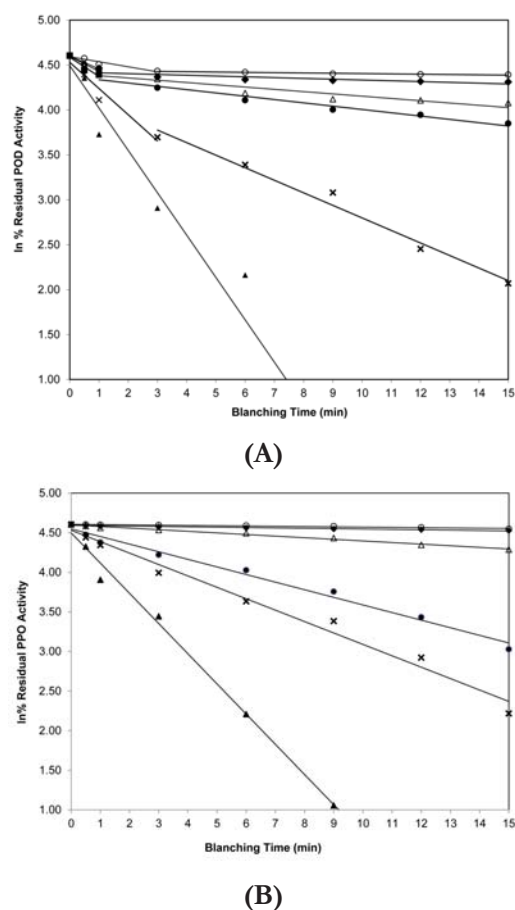 5.00
4.50
4.00
3.50
3.00
2.50
2.00
1.50
1.00
ln % Residual POD Activity
0 1 2 3 4 5 6 7 8 9 10 11 12 13 14 15
Blanching Time (min)
(A)
5.00
4.50
4.00
3.50
3.00
2.50
2.00
1.50
1.00
ln% Residual PPO Activity
0 1 2 3 4 5 6 7 8 9 10 11 12 13 14 15
Blanching Time (min)
(B)